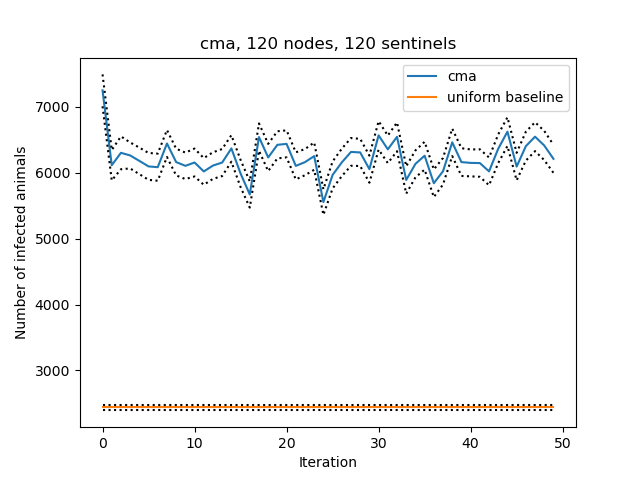 cma, 120 nodes, 120 sentinels
cma
uniform baseline
Number of infected animals
7000
6000
5000
4000
3000
0 10 20 30 40 50
Iteration